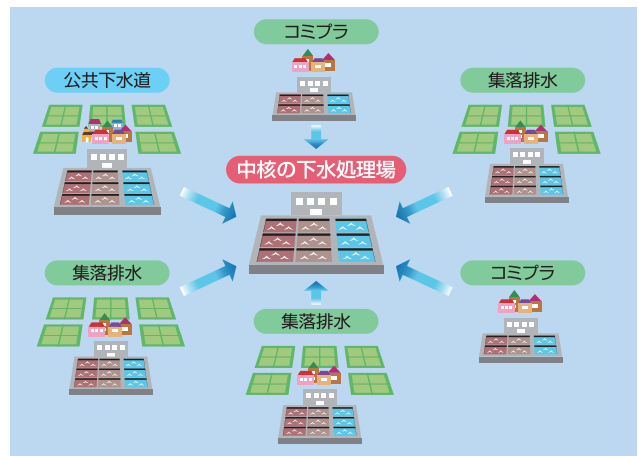 コミプラ
公共下水道
集落排水
中核の下水処理場
集落排水
コミプラ
集落排水